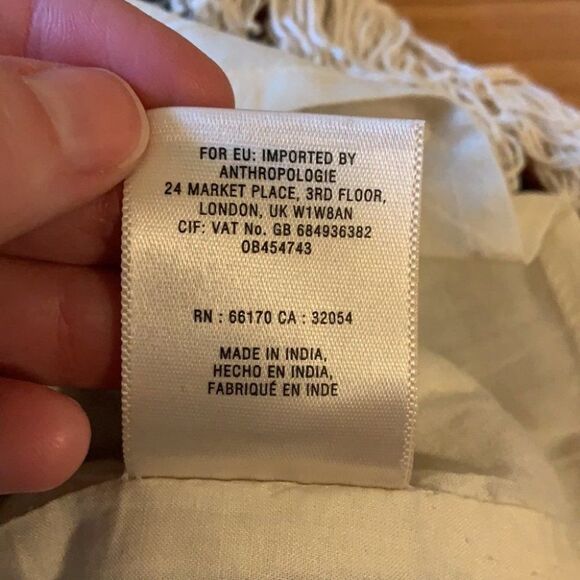 FOR EU: IMPORTED BY
ANTHROPOLOGIE
24 MARKET PLACE, 3RD FLOOR,
LONDON, UK W1W8AN
CIF: VAT No. GB 684936382
OB454743
RN : 66170 CA : 32054
MADE IN INDIA,
HECHO EN INDIA,
FABRIQUÉ EN INDE